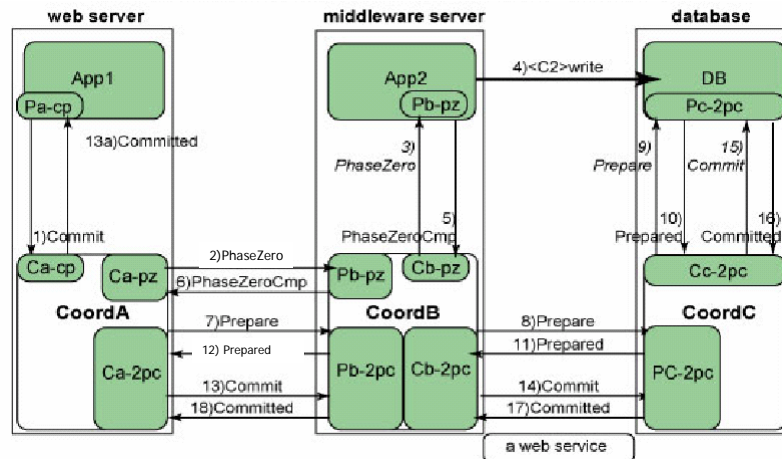 web server
middleware server
database
App1
App2
4)<C2>write
DB
Pa-cp
Pb-pz
Pc-2pc
13a)Committed
3)
PhaseZero
9)
Prepare
15)
Commit
1)Commit
5)
PhaseZeroCmp
10)
Prepared
16)
Committed
Ca-cp
Ca-pz
2)PhaseZero
6)PhaseZeroCmp
Pb-pz
Cb-pz
Cc-2pc
CoordA
CoordB
CoordC
7)Prepare
8)Prepare
12) Prepared
11)Prepared
Ca-2pc
Pb-2pc
Cb-2pc
PC-2pc
13)Commit
14)Commit
18)Committed
17)Committed
a web service